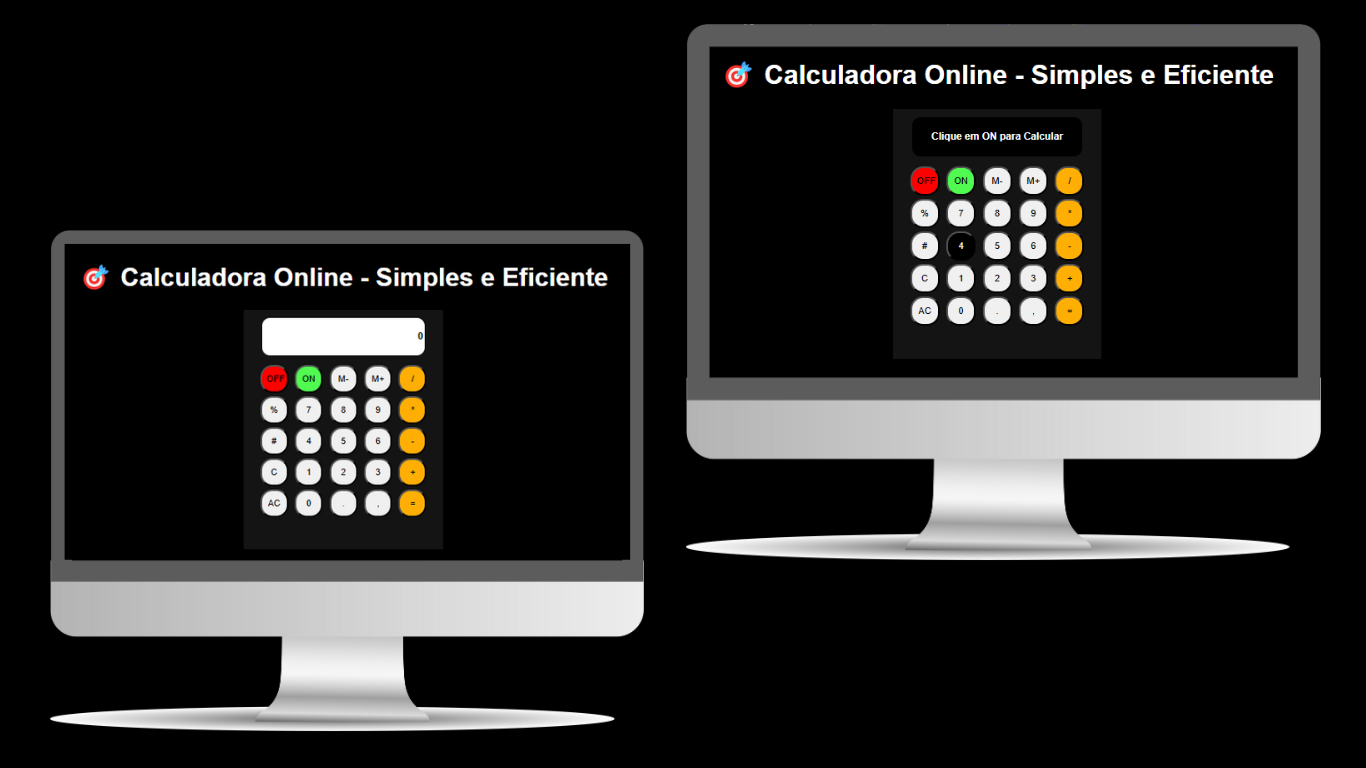 Calculadora Online - Simples e Eficiente
0
OFF ON M- M+ /
% 7 8 9 *
# 4 5 6 -
C 1 2 3 +
AC 0 . , =
Calculadora Online - Simples e Eficiente
Clique em ON para Calcular
OFF ON M- M+ /
% 7 8 9 *
# 4 5 6 -
C 1 2 3 +
AC 0 . , =